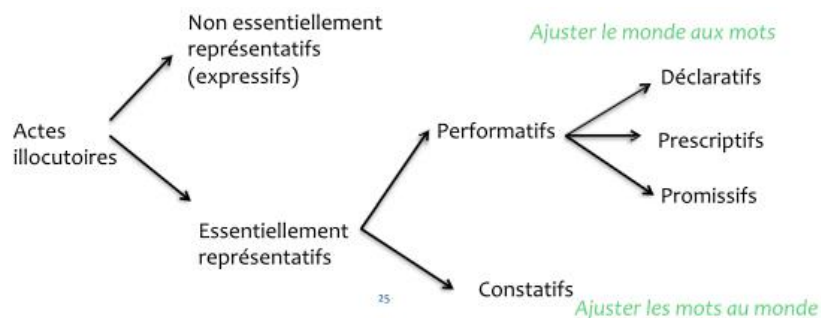 Non essentiellement
représentatifs
(expressifs)
Ajuster le monde aux mots
Déclaratifs
Actes
illocutoires
Performatifs
Prescriptifs
Promissifs
Essentiellement
représentatifs
25
Constatifs
Ajuster les mots au monde